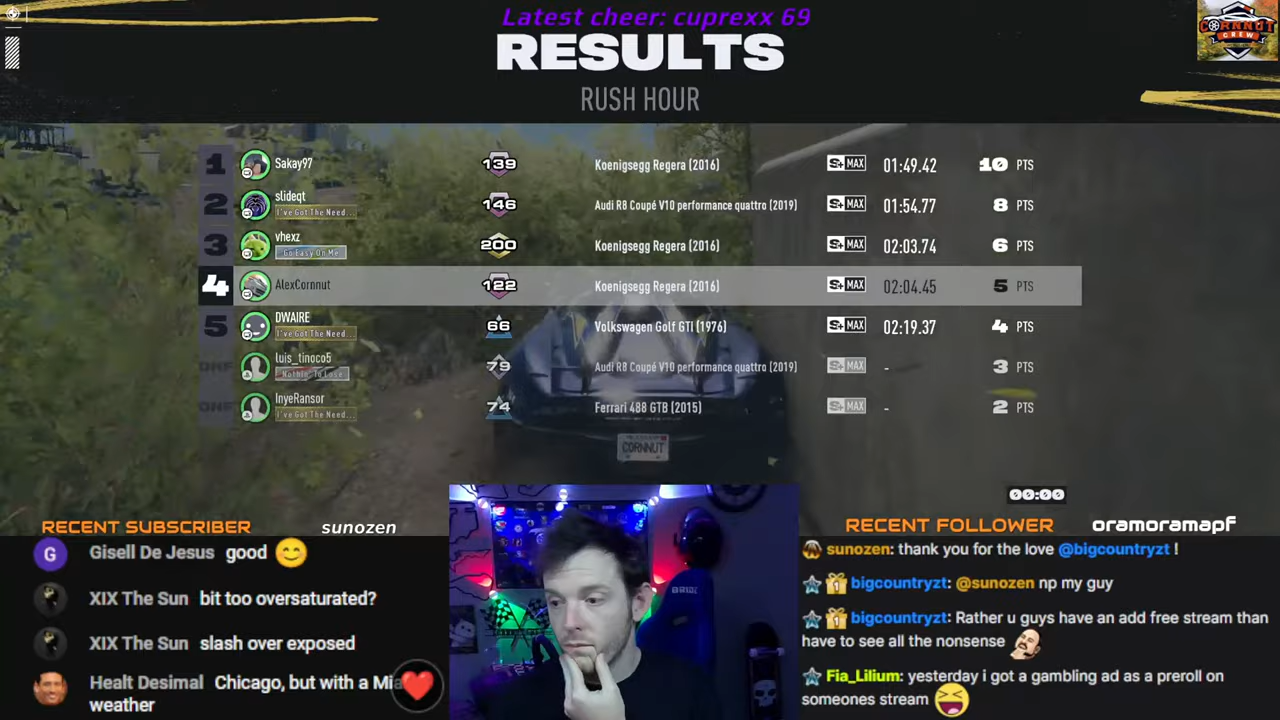 Latest cheer: cuprexx 69
RESULTS
RUSH HOUR
CORNNUT
CREW
1 Sakay97 139 Koenigsegg Regera (2016) S+ MAX 01:49.42 10 PTS
2 slideqt I've Got The Need... 146 Audi R8 Coupé V10 performance quattro (2019) S+ MAX 01:54.77 8 PTS
3 vhexz Go Easy On Me 200 Koenigsegg Regera (2016) S+ MAX 02:03.74 6 PTS
4 AlexCornnut 122 Koenigsegg Regera (2016) S+ MAX 02:04.45 5 PTS
5 DWAIRE I've Got The Need... 66 Volkswagen Golf GTI (1976) S+ MAX 02:19.37 4 PTS
DNF luis_tinoco5 Nothin' To Lose 79 Audi R8 Coupé V10 performance quattro (2019) S+ MAX - 3 PTS
DNF InyeRansor I've Got The Need... 74 Ferrari 488 GTB (2015) S+ MAX - 2 PTS
CORNNUT
00:00
RECENT SUBSCRIBER sunozen
G Gisell De Jesus good 😊
XIX The Sun bit too oversaturated?
XIX The Sun slash over exposed
Healt Desimal Chicago, but with a Mia
weather
BRIDE
RECENT FOLLOWER oramoramapf
sunozen: thank you for the love @bigcountryzt !
bigcountryzt: @sunozen np my guy
bigcountryzt: Rather u guys have an add free stream than
have to see all the nonsense
Fia_Lilium: yesterday i got a gambling ad as a preroll on
someones stream 😆